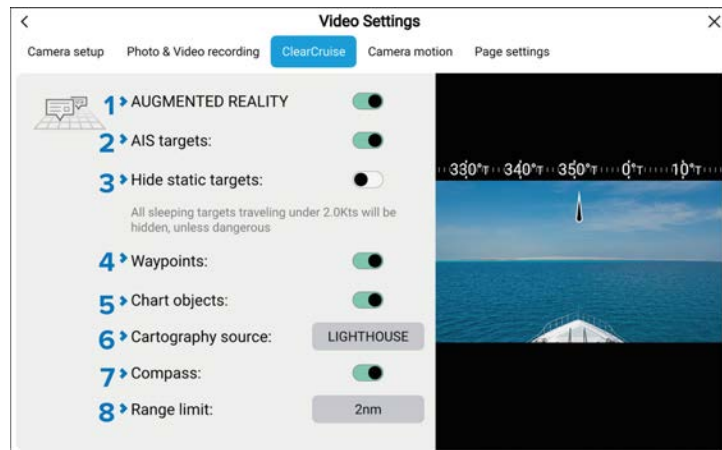 Video Settings
Camera setup Photo & Video recording ClearCruise Camera motion Page settings
1 AUGMENTED REALITY
2 AIS targets:
3 Hide static targets:
All sleeping targets traveling under 2.0Kts will be
hidden, unless dangerous
4 Waypoints:
5 Chart objects:
6 Cartography source: LIGHTHOUSE
7 Compass:
8 Range limit: 2nm
330°T 340°T 350°T 0°T 10°T